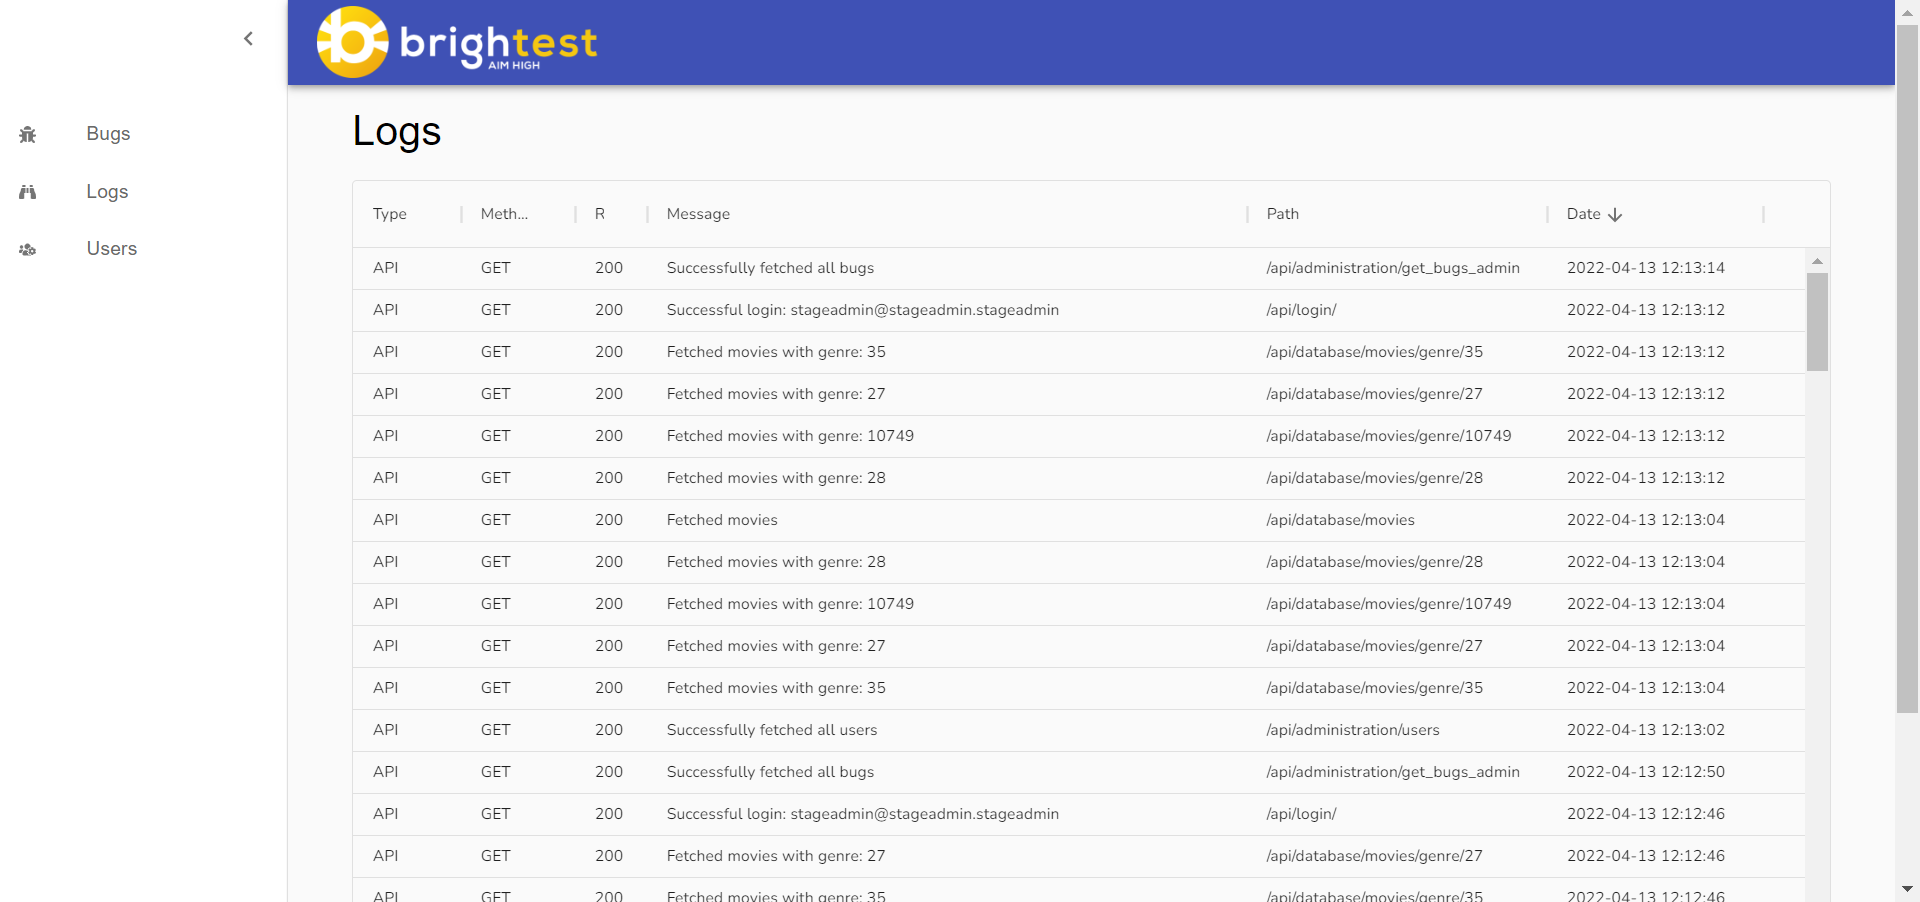 brightest
AIM HIGH
Bugs
Logs
Users
Logs
Type Meth... R Message Path Date
API GET 200 Successfully fetched all bugs /api/administration/get_bugs_admin 2022-04-13 12:13:14
API GET 200 Successful login: stageadmin@stageadmin.stageadmin /api/login/ 2022-04-13 12:13:12
API GET 200 Fetched movies with genre: 35 /api/database/movies/genre/35 2022-04-13 12:13:12
API GET 200 Fetched movies with genre: 27 /api/database/movies/genre/27 2022-04-13 12:13:12
API GET 200 Fetched movies with genre: 10749 /api/database/movies/genre/10749 2022-04-13 12:13:12
API GET 200 Fetched movies with genre: 28 /api/database/movies/genre/28 2022-04-13 12:13:12
API GET 200 Fetched movies /api/database/movies 2022-04-13 12:13:04
API GET 200 Fetched movies with genre: 28 /api/database/movies/genre/28 2022-04-13 12:13:04
API GET 200 Fetched movies with genre: 10749 /api/database/movies/genre/10749 2022-04-13 12:13:04
API GET 200 Fetched movies with genre: 27 /api/database/movies/genre/27 2022-04-13 12:13:04
API GET 200 Fetched movies with genre: 35 /api/database/movies/genre/35 2022-04-13 12:13:04
API GET 200 Successfully fetched all users /api/administration/users 2022-04-13 12:13:02
API GET 200 Successfully fetched all bugs /api/administration/get_bugs_admin 2022-04-13 12:12:50
API GET 200 Successful login: stageadmin@stageadmin.stageadmin /api/login/ 2022-04-13 12:12:46
API GET 200 Fetched movies with genre: 27 /api/database/movies/genre/27 2022-04-13 12:12:46
API GET 200 Fetched movies with genre: 35 /api/database/movies/genre/35 2022-04-13 12:12:46